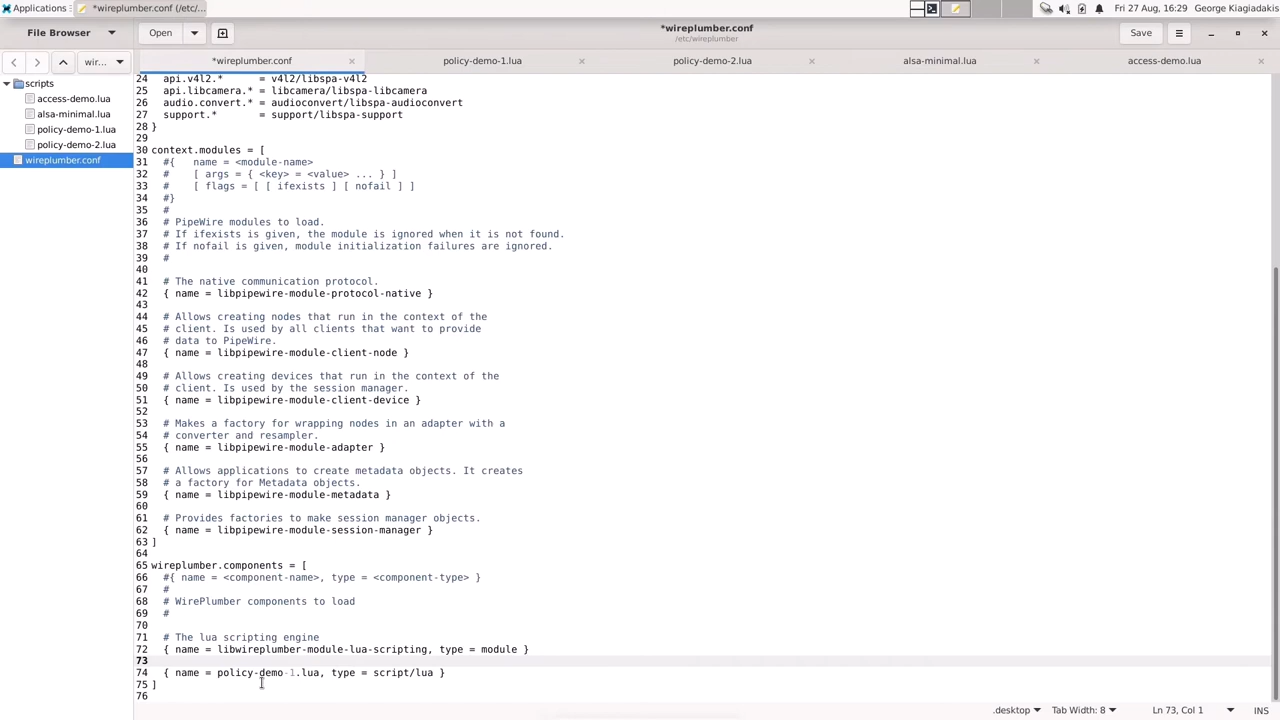 Applications
*wireplumber.conf (/etc/...
Fri 27 Aug, 16:29
George Kiagiadakis
File Browser
Open
*wireplumber.conf
/etc/wireplumber
Save
wir...
*wireplumber.conf
policy-demo-1.lua
policy-demo-2.lua
alsa-minimal.lua
access-demo.lua
scripts
access-demo.lua
alsa-minimal.lua
policy-demo-1.lua
policy-demo-2.lua
wireplumber.conf
24 api.v4l2.* = v4l2/libspa-v4l2
25 api.libcamera.* = libcamera/libspa-libcamera
26 audio.convert.* = audioconvert/libspa-audioconvert
27 support.* = support/libspa-support
28 }
29
30 context.modules = [
31 #{ name = <module-name>
32 # [ args = { <key> = <value> ... } ]
33 # [ flags = [ [ ifexists ] [ nofail ] ]
34 #}
35 #
36 # PipeWire modules to load.
37 # If ifexists is given, the module is ignored when it is not found.
38 # If nofail is given, module initialization failures are ignored.
39 #
40
41 # The native communication protocol.
42 { name = libpipewire-module-protocol-native }
43
44 # Allows creating nodes that run in the context of the
45 # client. Is used by all clients that want to provide
46 # data to PipeWire.
47 { name = libpipewire-module-client-node }
48
49 # Allows creating devices that run in the context of the
50 # client. Is used by the session manager.
51 { name = libpipewire-module-client-device }
52
53 # Makes a factory for wrapping nodes in an adapter with a
54 # converter and resampler.
55 { name = libpipewire-module-adapter }
56
57 # Allows applications to create metadata objects. It creates
58 # a factory for Metadata objects.
59 { name = libpipewire-module-metadata }
60
61 # Provides factories to make session manager objects.
62 { name = libpipewire-module-session-manager }
63 ]
64
65 wireplumber.components = [
66 #{ name = <component-name>, type = <component-type> }
67 #
68 # WirePlumber components to load
69 #
70
71 # The lua scripting engine
72 { name = libwireplumber-module-lua-scripting, type = module }
73
74 { name = policy-demo-1.lua, type = script/lua }
75 ]
76
.desktop
Tab Width: 8
Ln 73, Col 1
INS